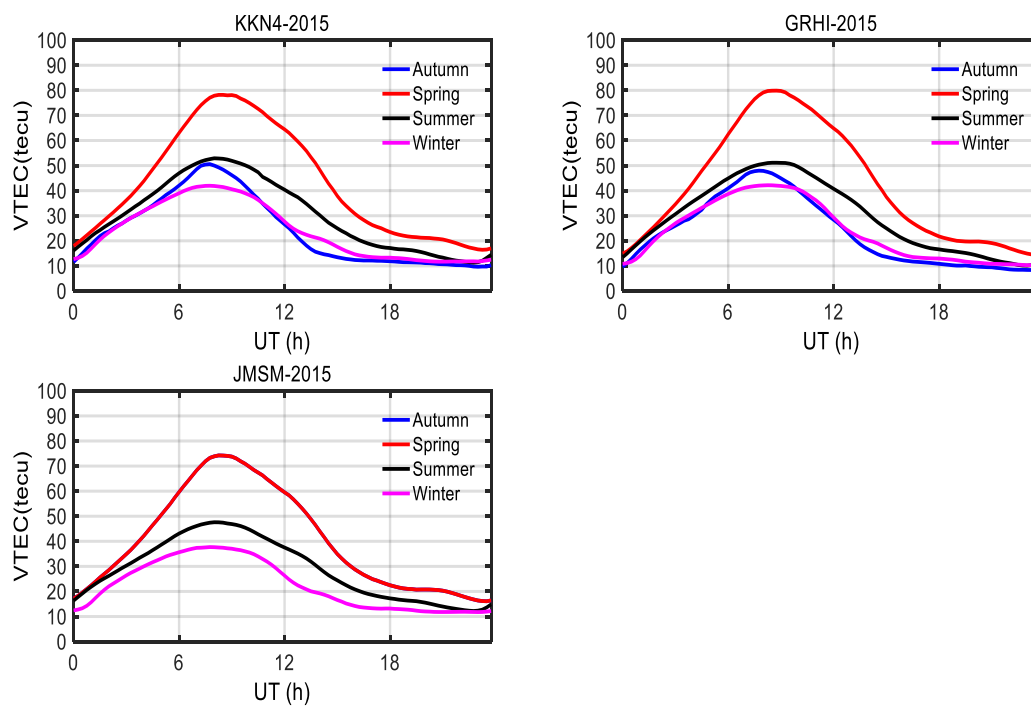 KKN4-2015
VTEC(tecu)
100
90
80
70
60
50
40
30
20
10
0
Autumn
Spring
Summer
Winter
0 6 12 18
UT (h)
GRHI-2015
VTEC(tecu)
100
90
80
70
60
50
40
30
20
10
0
Autumn
Spring
Summer
Winter
0 6 12 18
UT (h)
JMSM-2015
VTEC(tecu)
100
90
80
70
60
50
40
30
20
10
0
Autumn
Spring
Summer
Winter
0 6 12 18
UT (h)